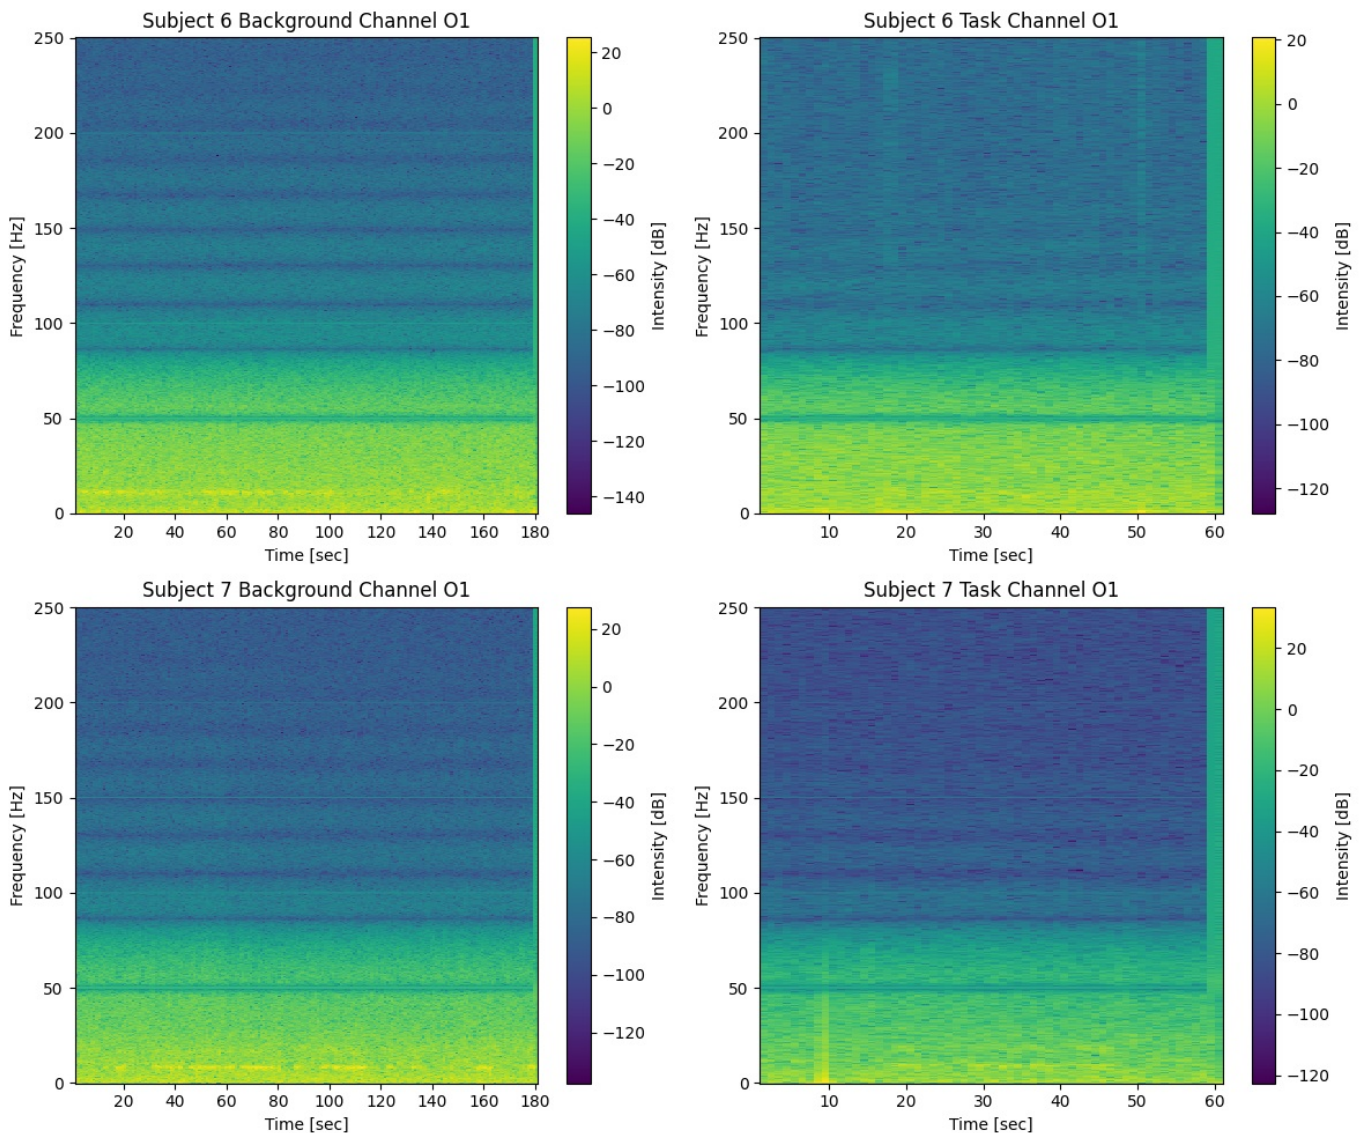 Subject 6 Background Channel O1
250
200
150
100
50
0
Frequency [Hz]
20 40 60 80 100 120 140 160 180
Time [sec]
20
0
−20
−40
−60
−80
−100
−120
−140
Intensity [dB]
Subject 6 Task Channel O1
250
200
150
100
50
0
Frequency [Hz]
10 20 30 40 50 60
Time [sec]
20
0
−20
−40
−60
−80
−100
−120
Intensity [dB]
Subject 7 Background Channel O1
250
200
150
100
50
0
Frequency [Hz]
20 40 60 80 100 120 140 160 180
Time [sec]
20
0
−20
−40
−60
−80
−100
−120
Intensity [dB]
Subject 7 Task Channel O1
250
200
150
100
50
0
Frequency [Hz]
10 20 30 40 50 60
Time [sec]
20
0
−20
−40
−60
−80
−100
−120
Intensity [dB]